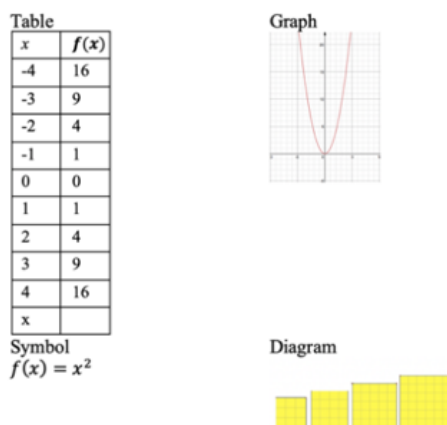 Table
x f(x)
-4 16
-3 9
-2 4
-1 1
0 0
1 1
2 4
3 9
4 16
x
Symbol
f(x) = x²
Graph
Diagram